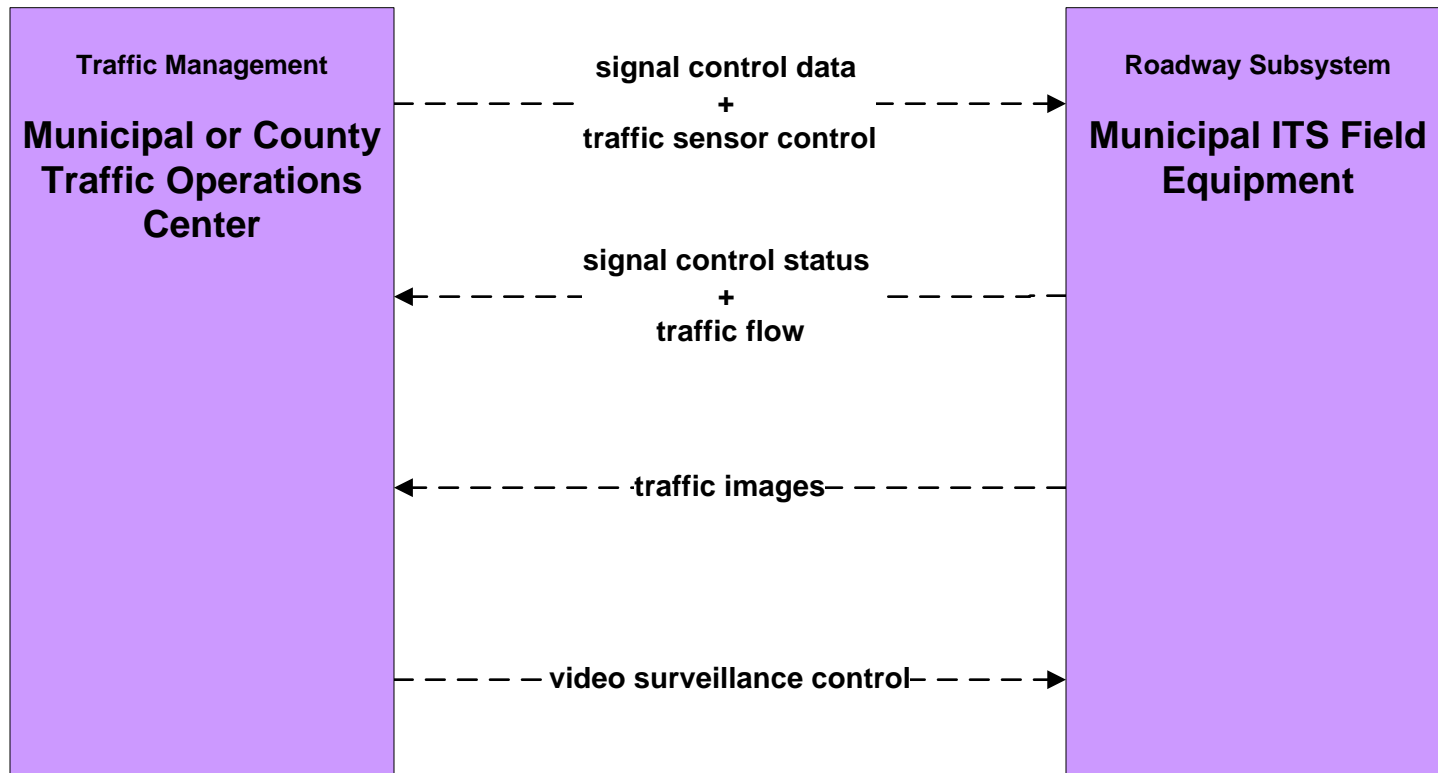 Traffic Management
Municipal or County
Traffic Operations
Center
signal control data
+
traffic sensor control
signal control status
+
traffic flow
traffic images
video surveillance control
Roadway Subsystem
Municipal ITS Field
Equipment